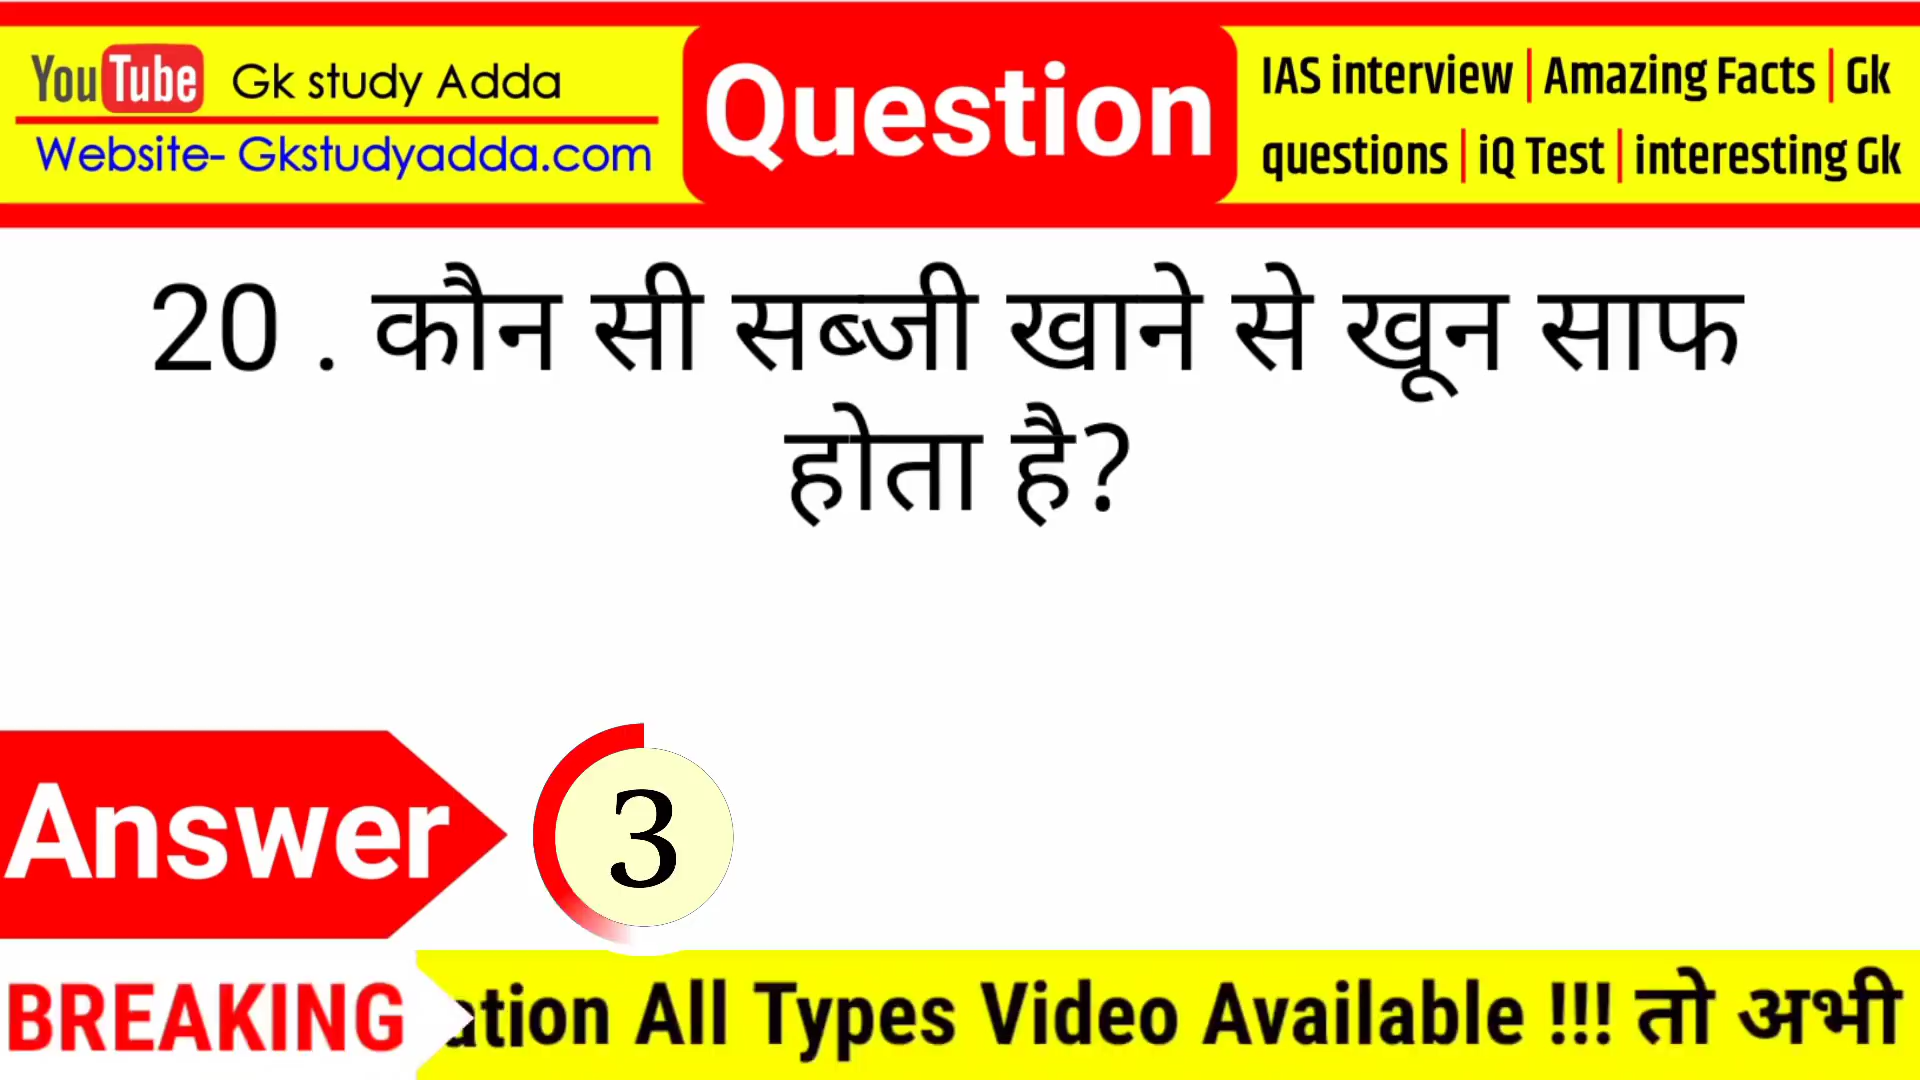 YouTube Gk study Adda
Website- Gkstudyadda.com
Question
IAS interview | Amazing Facts | Gk
questions | iQ Test | interesting Gk
20 . कौन सी सब्जी खाने से खून साफ
होता है?
Answer
3
BREAKING
ation All Types Video Available !!! तो अभी